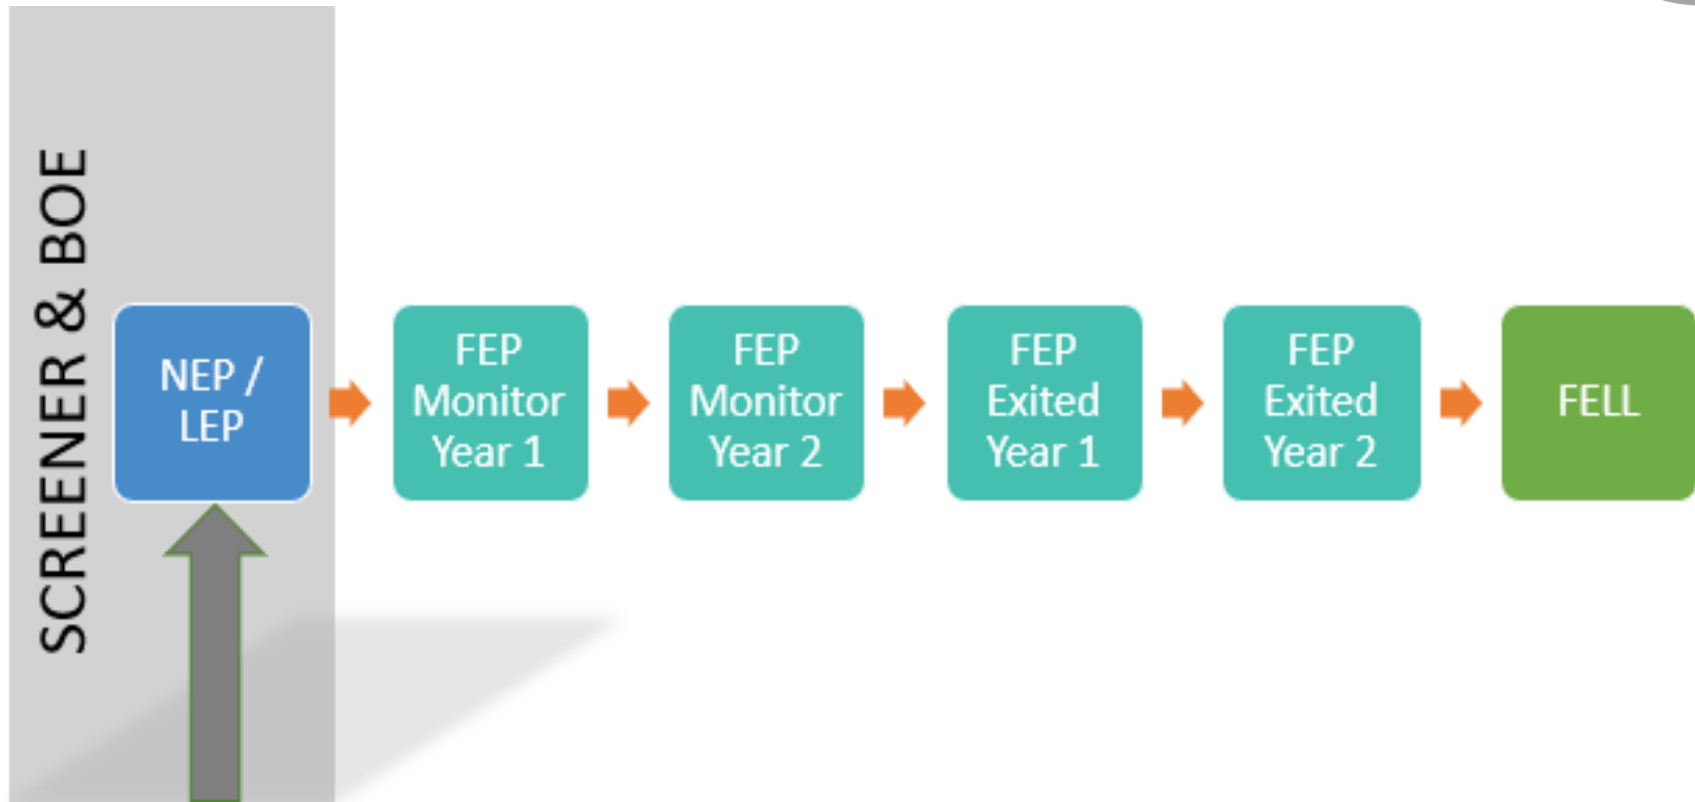 SCREENER & BOE
NEP /
LEP
FEP
Monitor
Year 1
FEP
Monitor
Year 2
FEP
Exited
Year 1
FEP
Exited
Year 2
FELL